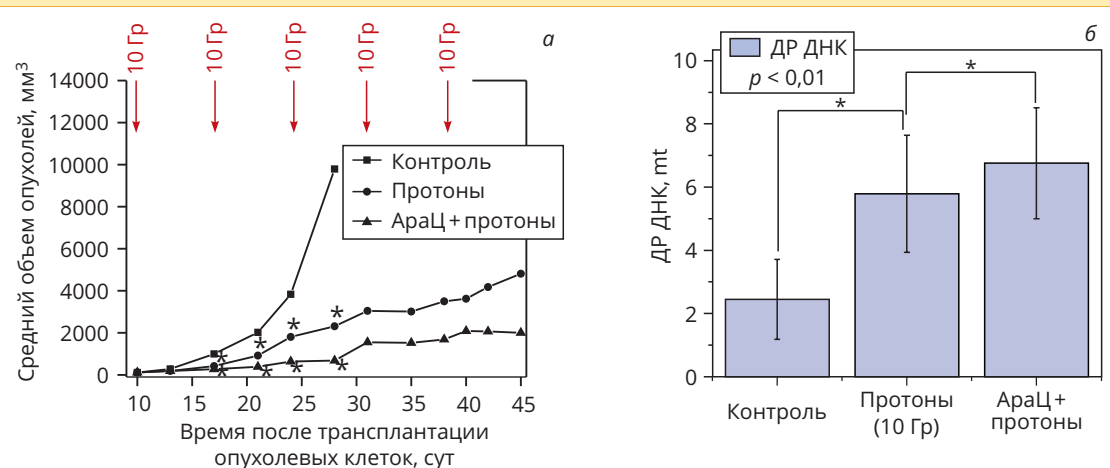 10 Гр
10 Гр
10 Гр
10 Гр
10 Гр
а
14000
12000
10000
8000
6000
4000
2000
0
Средний объем опухолей, мм³
Контроль
Протоны
АраЦ + протоны
*
*
*
*
*
*
*
*
10 15 20 25 30 35 40 45
Время после трансплантации
опухолевых клеток, сут
б
ДР ДНК
p < 0,01
*
*
10
8
6
4
2
0
ДР ДНК, mt
Контроль
Протоны
(10 Гр)
АраЦ +
протоны